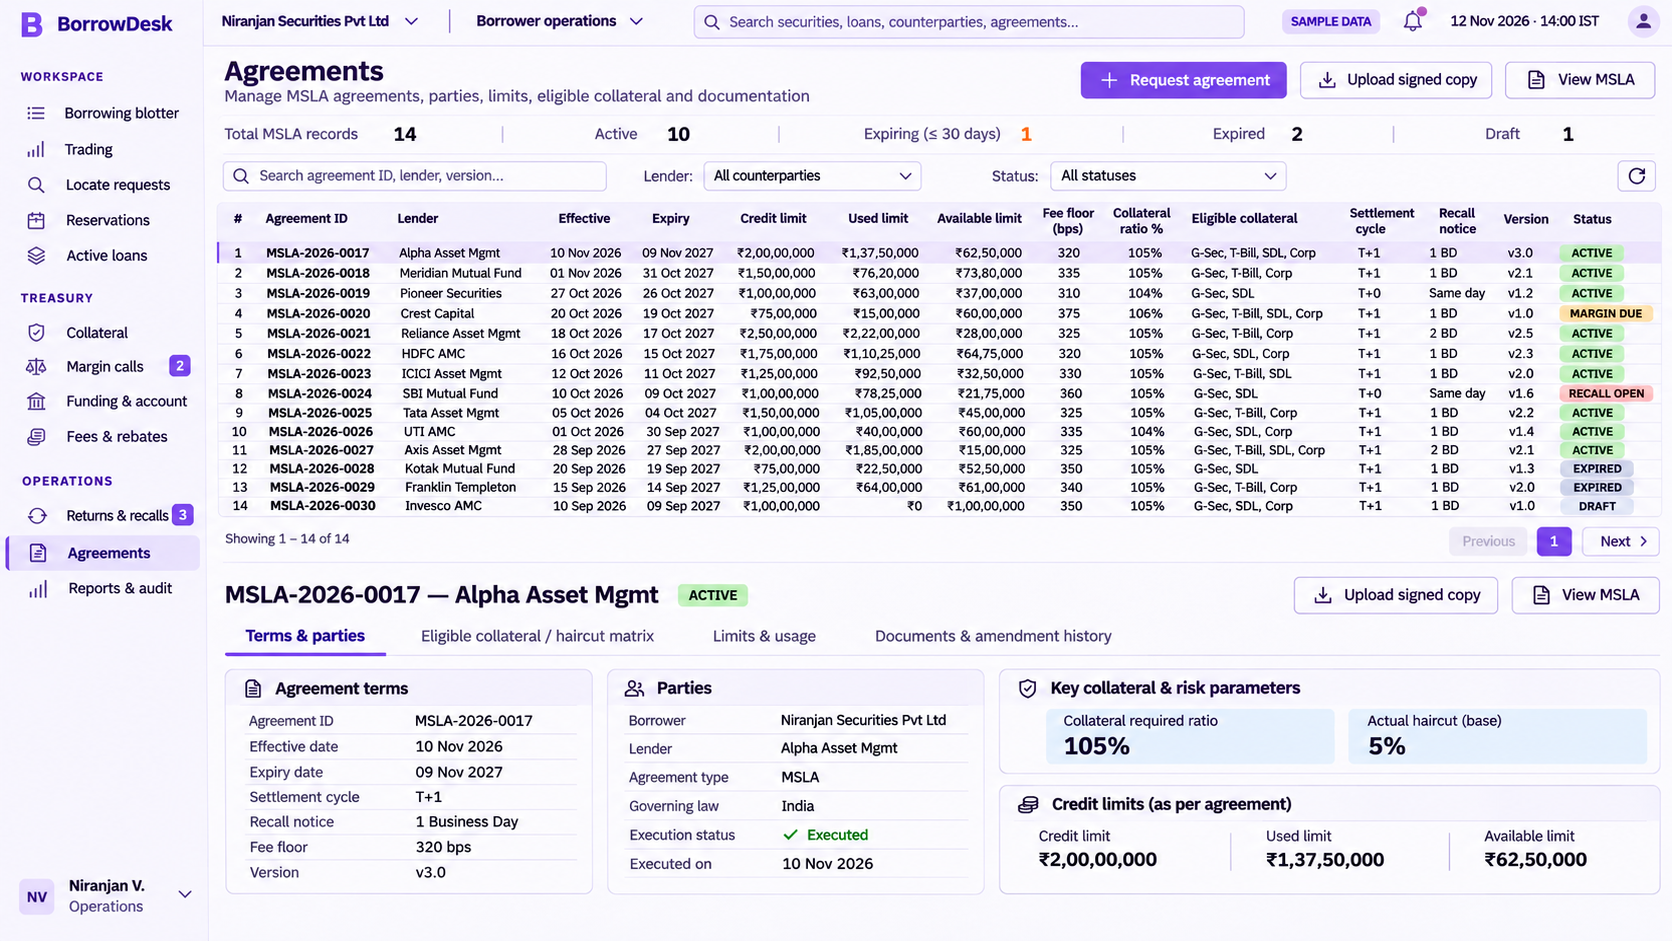 BorrowDesk
Niranjan Securities Pvt Ltd
Borrower operations
Search securities, loans, counterparties, agreements...
SAMPLE DATA
12 Nov 2026 · 14:00 IST
WORKSPACE
Borrowing blotter
Trading
Locate requests
Reservations
Active loans
TREASURY
Collateral
Margin calls 2
Funding & account
Fees & rebates
OPERATIONS
Returns & recalls 3
Agreements
Reports & audit
NV
Niranjan V.
Operations
Agreements
Manage MSLA agreements, parties, limits, eligible collateral and documentation
Request agreement
Upload signed copy
View MSLA
Total MSLA records 14
Active 10
Expiring (≤ 30 days) 1
Expired 2
Draft 1
Search agreement ID, lender, version...
Lender: All counterparties
Status: All statuses
# Agreement ID Lender Effective Expiry Credit limit Used limit Available limit Fee floor (bps) Collateral ratio % Eligible collateral Settlement cycle Recall notice Version Status
1 MSLA-2026-0017 Alpha Asset Mgmt 10 Nov 2026 09 Nov 2027 ₹2,00,00,000 ₹1,37,50,000 ₹62,50,000 320 105% G-Sec, T-Bill, SDL, Corp T+1 1 BD v3.0 ACTIVE
2 MSLA-2026-0018 Meridian Mutual Fund 01 Nov 2026 31 Oct 2027 ₹1,50,00,000 ₹76,20,000 ₹73,80,000 335 105% G-Sec, T-Bill, Corp T+1 1 BD v2.1 ACTIVE
3 MSLA-2026-0019 Pioneer Securities 27 Oct 2026 26 Oct 2027 ₹1,00,00,000 ₹63,00,000 ₹37,00,000 310 104% G-Sec, SDL T+0 Same day v1.2 ACTIVE
4 MSLA-2026-0020 Crest Capital 20 Oct 2026 19 Oct 2027 ₹75,00,000 ₹15,00,000 ₹60,00,000 375 106% G-Sec, T-Bill, SDL, Corp T+1 1 BD v1.0 MARGIN DUE
5 MSLA-2026-0021 Reliance Asset Mgmt 18 Oct 2026 17 Oct 2027 ₹2,50,00,000 ₹2,22,00,000 ₹28,00,000 325 105% G-Sec, T-Bill, Corp T+1 2 BD v2.5 ACTIVE
6 MSLA-2026-0022 HDFC AMC 16 Oct 2026 15 Oct 2027 ₹1,75,00,000 ₹1,10,25,000 ₹64,75,000 320 105% G-Sec, SDL, Corp T+1 1 BD v2.3 ACTIVE
7 MSLA-2026-0023 ICICI Asset Mgmt 12 Oct 2026 11 Oct 2027 ₹1,25,00,000 ₹92,50,000 ₹32,50,000 330 105% G-Sec, T-Bill, SDL T+1 1 BD v2.0 ACTIVE
8 MSLA-2026-0024 SBI Mutual Fund 10 Oct 2026 09 Oct 2027 ₹1,00,00,000 ₹78,25,000 ₹21,75,000 360 105% G-Sec, SDL T+0 Same day v1.6 RECALL OPEN
9 MSLA-2026-0025 Tata Asset Mgmt 05 Oct 2026 04 Oct 2027 ₹1,50,00,000 ₹1,05,00,000 ₹45,00,000 325 105% G-Sec, T-Bill, Corp T+1 1 BD v2.2 ACTIVE
10 MSLA-2026-0026 UTI AMC 01 Oct 2026 30 Sep 2027 ₹1,00,00,000 ₹40,00,000 ₹60,00,000 335 104% G-Sec, SDL, Corp T+1 1 BD v1.4 ACTIVE
11 MSLA-2026-0027 Axis Asset Mgmt 28 Sep 2026 27 Sep 2027 ₹2,00,00,000 ₹1,85,00,000 ₹15,00,000 325 105% G-Sec, T-Bill, SDL, Corp T+1 2 BD v2.1 ACTIVE
12 MSLA-2026-0028 Kotak Mutual Fund 20 Sep 2026 19 Sep 2027 ₹75,00,000 ₹22,50,000 ₹52,50,000 350 105% G-Sec, SDL T+1 1 BD v1.3 EXPIRED
13 MSLA-2026-0029 Franklin Templeton 15 Sep 2026 14 Sep 2027 ₹1,25,00,000 ₹64,00,000 ₹61,00,000 340 105% G-Sec, T-Bill, Corp T+1 1 BD v2.0 EXPIRED
14 MSLA-2026-0030 Invesco AMC 10 Sep 2026 09 Sep 2027 ₹1,00,00,000 ₹0 ₹1,00,00,000 350 105% G-Sec, SDL, Corp T+1 1 BD v1.0 DRAFT
Showing 1 – 14 of 14
Previous 1 Next
MSLA-2026-0017 — Alpha Asset Mgmt ACTIVE
Upload signed copy
View MSLA
Terms & parties
Eligible collateral / haircut matrix
Limits & usage
Documents & amendment history
Agreement terms
Agreement ID MSLA-2026-0017
Effective date 10 Nov 2026
Expiry date 09 Nov 2027
Settlement cycle T+1
Recall notice 1 Business Day
Fee floor 320 bps
Version v3.0
Parties
Borrower Niranjan Securities Pvt Ltd
Lender Alpha Asset Mgmt
Agreement type MSLA
Governing law India
Execution status ✓ Executed
Executed on 10 Nov 2026
Key collateral & risk parameters
Collateral required ratio
105%
Actual haircut (base)
5%
Credit limits (as per agreement)
Credit limit
₹2,00,00,000
Used limit
₹1,37,50,000
Available limit
₹62,50,000